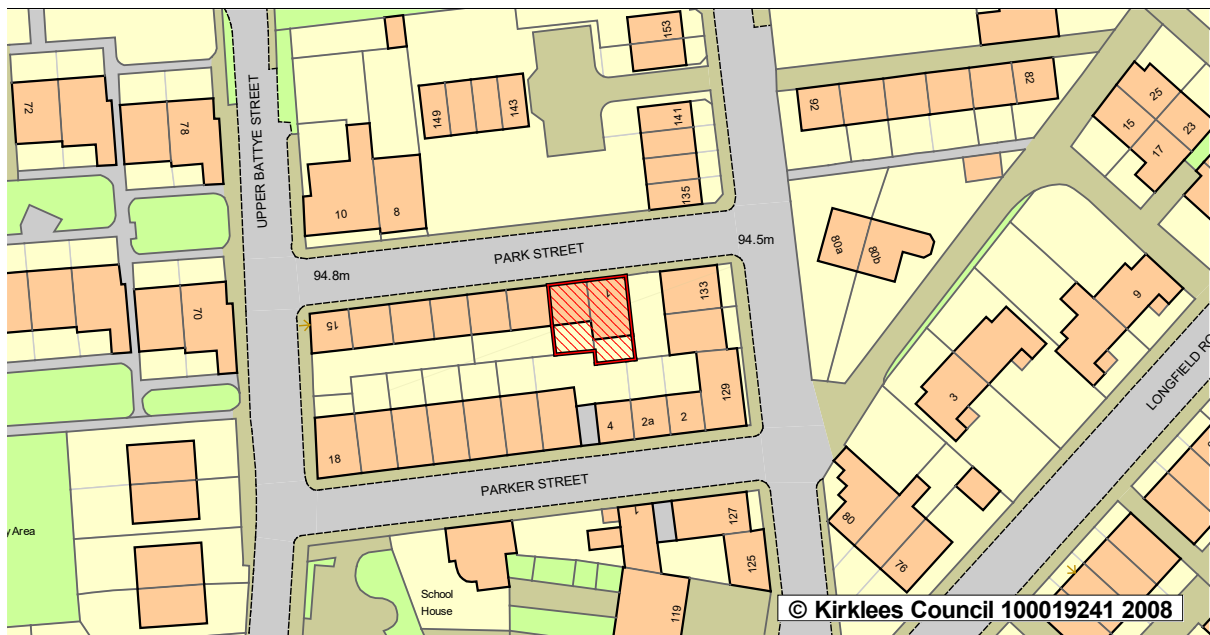 153
72
78
UPPER BATTYE STREET
149
143
141
135
92
82
25
15
23
17
10
8
PARK STREET
94.8m
94.5m
80a
80b
70
15
1
133
9
3
LONGFIELD RO
129
2
2a
4
18
PARKER STREET
y Area
1
127
125
80
76
School
House
119
© Kirklees Council 100019241 2008